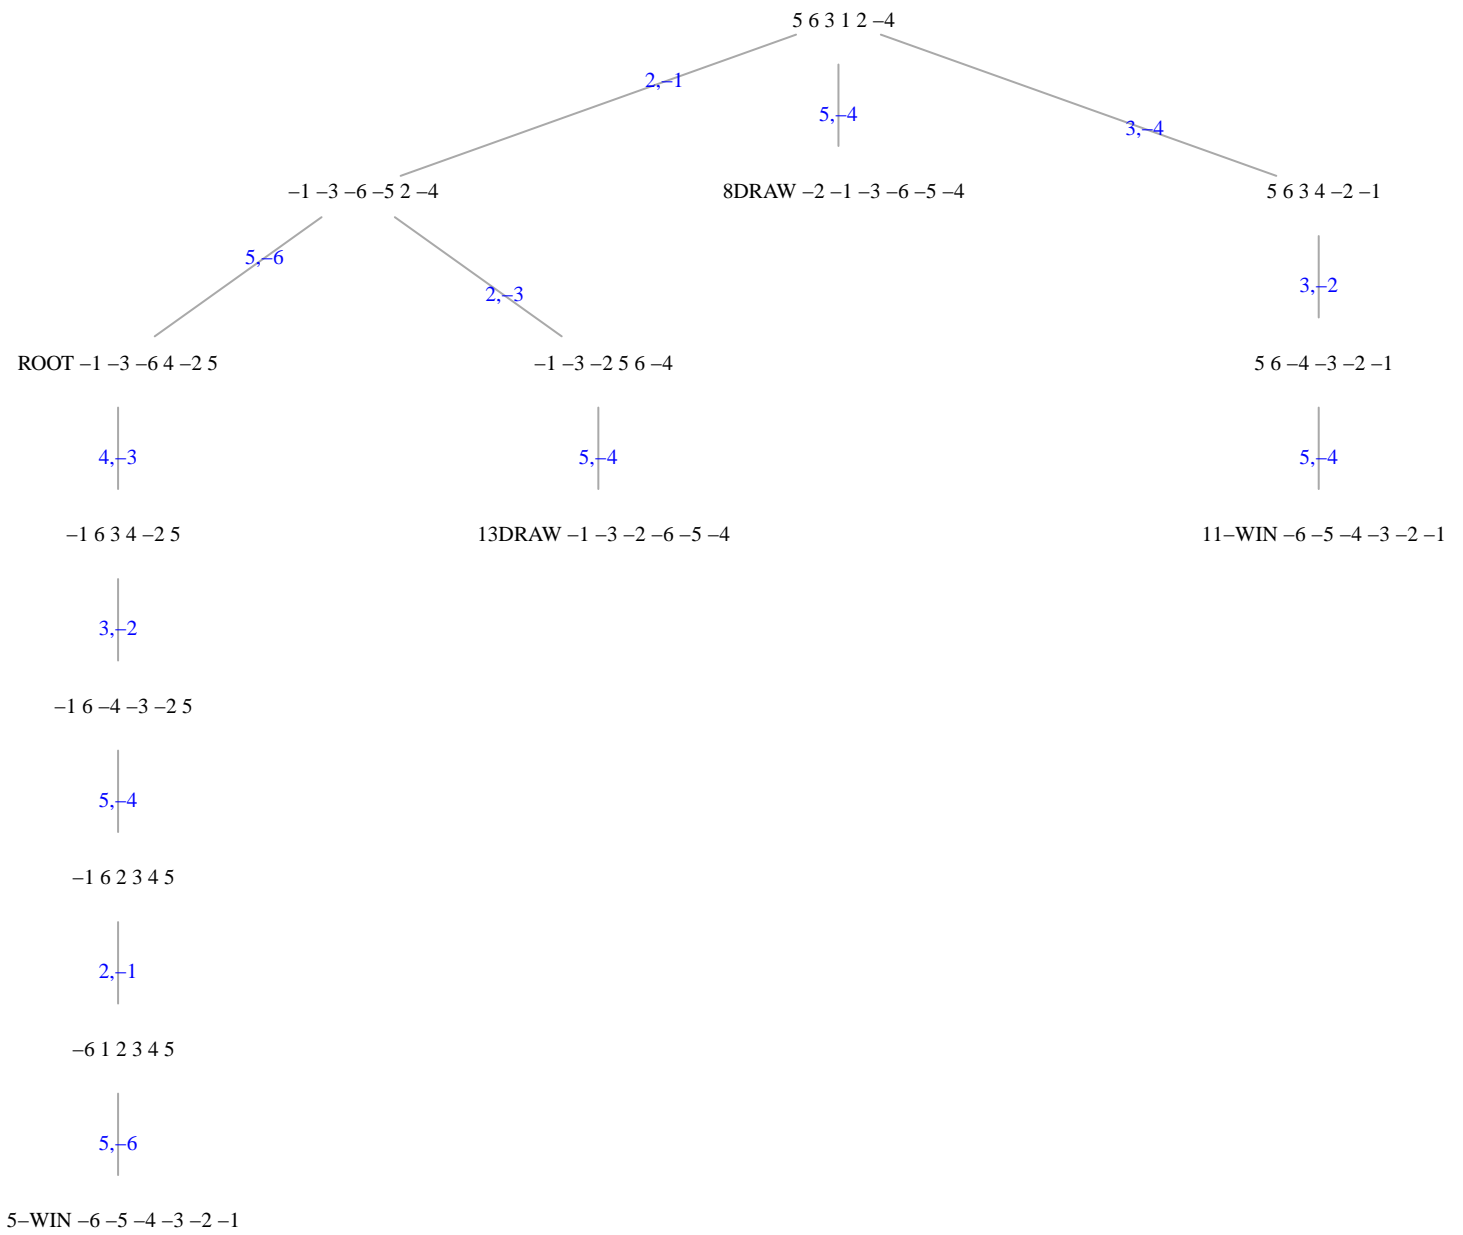 5 6 3 1 2 –4
2,–1
5,–4
3,–4
–1 –3 –6 –5 2 –4
8DRAW –2 –1 –3 –6 –5 –4
5 6 3 4 –2 –1
5,–6
2,–3
3,–2
ROOT –1 –3 –6 4 –2 5
–1 –3 –2 5 6 –4
5 6 –4 –3 –2 –1
4,–3
5,–4
5,–4
–1 6 3 4 –2 5
13DRAW –1 –3 –2 –6 –5 –4
11–WIN –6 –5 –4 –3 –2 –1
3,–2
–1 6 –4 –3 –2 5
5,–4
–1 6 2 3 4 5
2,–1
–6 1 2 3 4 5
5,–6
5–WIN –6 –5 –4 –3 –2 –1